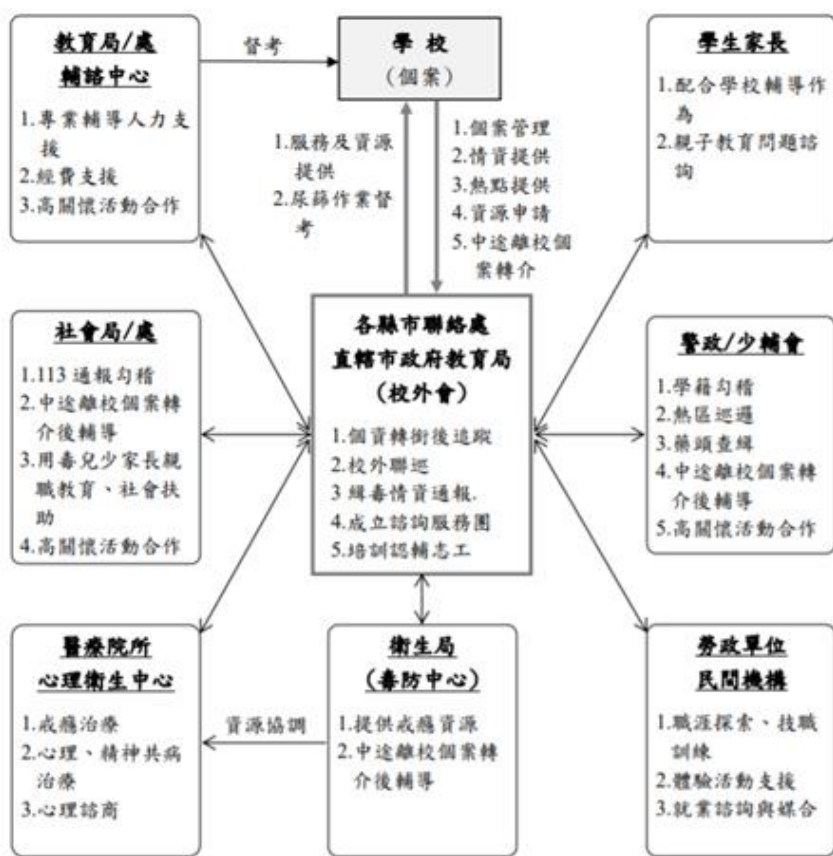 教育局/處
輔諮中心
1.專業輔導人力支
援
2.經費支援
3.高關懷活動合作
督考
學 校
(個案)
學生家長
1.配合學校輔導作
為
2.親子教育問題諮
詢
1.服務及資源
提供
2.尿篩作業督
考
1.個案管理
2.情資提供
3.熱點提供
4.資源申請
5.中途離校個
案轉介
社會局/處
1.113 通報勾稽
2.中途離校個案轉
介後輔導
3.用毒兒少家長親
職教育、社會扶
助
4.高關懷活動合作
各縣市聯絡處
直轄市政府教育局
(校外會)
1.個資轉銜後追蹤
2.校外聯巡
3 緝毒情資通報.
4.成立諮詢服務團
5.培訓認輔志工
警政/少輔會
1.學籍勾稽
2.熱區巡邏
3.藥頭查緝
4.中途離校個案轉
介後輔導
5.高關懷活動合作
醫療院所
心理衛生中心
1.戒癮治療
2.心理、精神共病
治療
3.心理諮商
資源協調
衛生局
(毒防中心)
1.提供戒癮資源
2.中途離校個案轉
介後輔導
勞政單位
民間機構
1.職涯探索、技職
訓練
2.體驗活動支援
3.就業諮詢與媒合